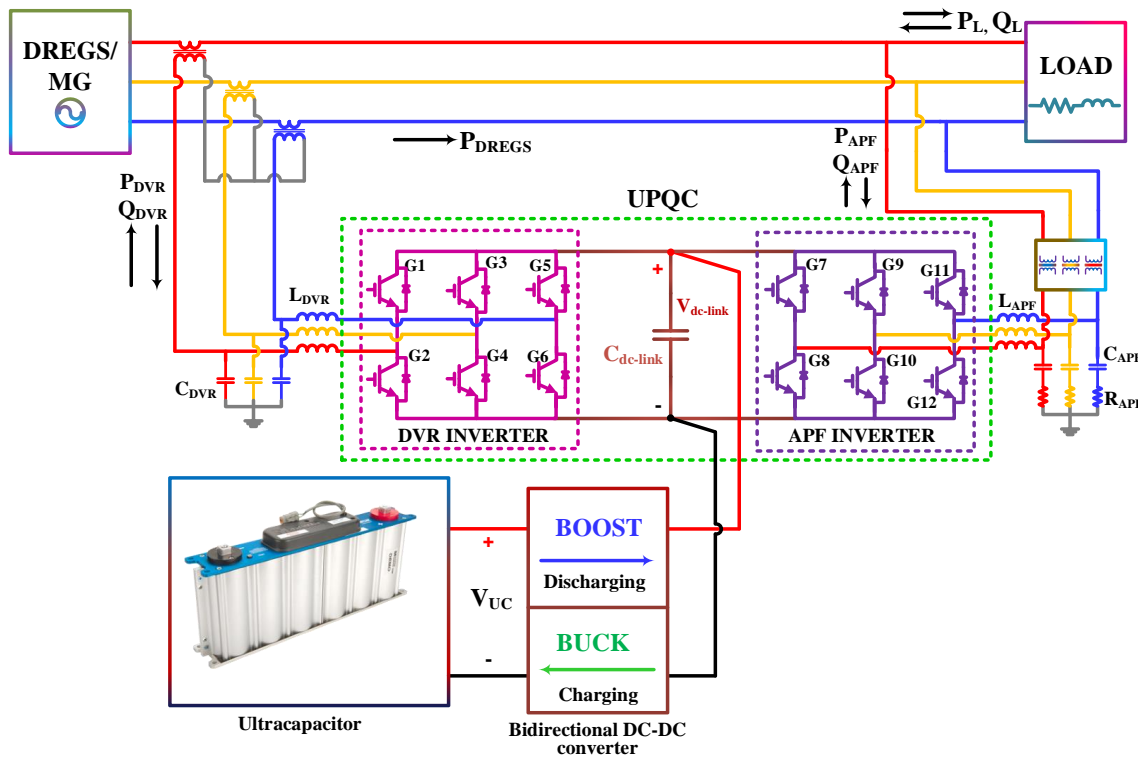 DREGS/
MG
P_L, Q_L
LOAD
P_DREGS
P_APF
Q_APF
P_DVR
Q_DVR
UPQC
G1
G3
G5
G7
G9
G11
+
V_dc-link
L_DVR
L_APF
C_dc-link
G2
G4
G6
G8
G10
G12
C_DVR
C_APF
R_APF
-
DVR INVERTER
APF INVERTER
BOOST
+
Discharging
V_UC
BUCK
-
Charging
Ultracapacitor
Bidirectional DC-DC
converter